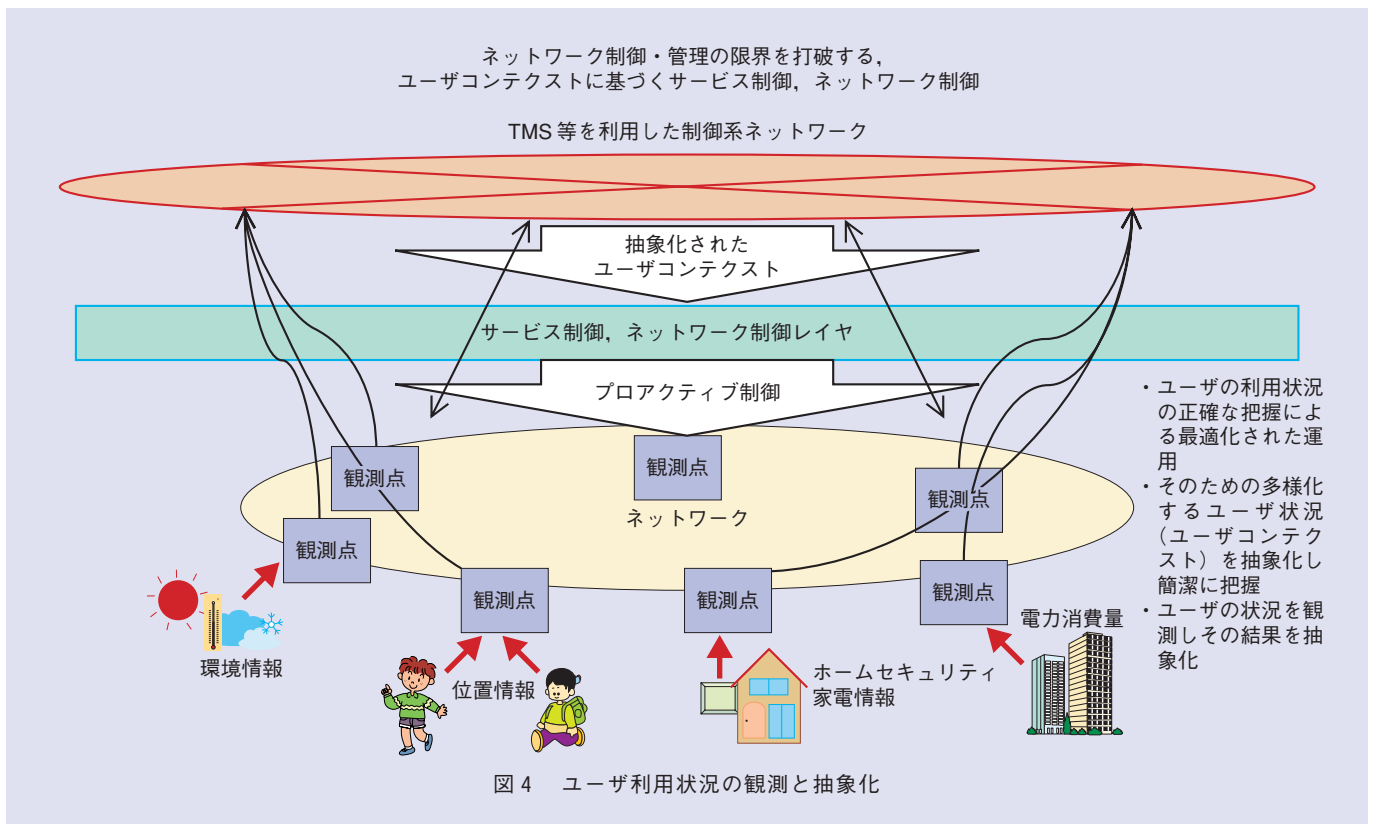 ネットワーク制御・管理の限界を打破する，
ユーザコンテクストに基づくサービス制御，ネットワーク制御
TMS 等を利用した制御系ネットワーク
抽象化された
ユーザコンテクスト
サービス制御，ネットワーク制御レイヤ
プロアクティブ制御
観測点
観測点
観測点
ネットワーク
観測点
観測点
観測点
観測点
観測点
・ユーザの利用状況
の正確な把握によ
る最適化された運
用
・そのための多様化
するユーザ状況
（ユーザコンテク
スト）を抽象化し
簡潔に把握
・ユーザの状況を観
測しその結果を抽
象化
環境情報
位置情報
ホームセキュリティ
家電情報
電力消費量
図 4　ユーザ利用状況の観測と抽象化